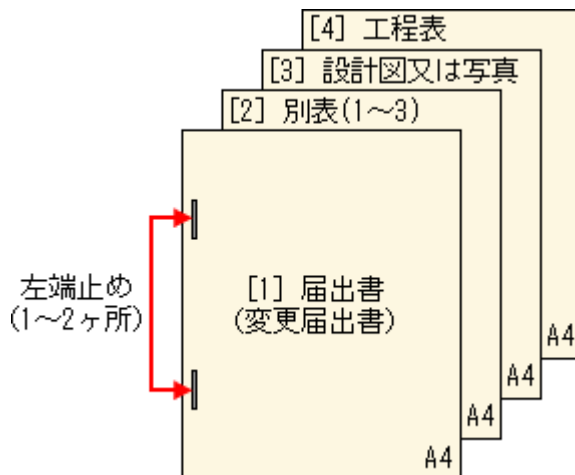 [4] 工程表
[3] 設計図又は写真
[2] 別表(1～3)
左端止め
(1～2ヶ所)
[1] 届出書
(変更届出書)
A4
A4
A4
A4